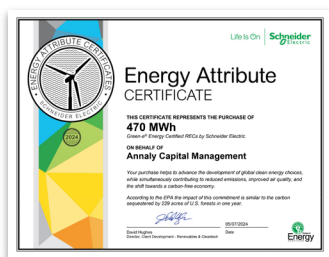 Life Is On | Schneider Electric
ENERGY ATTRIBUTE CERTIFICATES
SCHNEIDER ELECTRIC
2024
Energy Attribute
CERTIFICATE
THIS CERTIFICATE REPRESENTS THE PURCHASE OF
470 MWh
Green-e® Energy Certified RECs by Schneider Electric.
ON BEHALF OF
Annaly Capital Management
Your purchase helps to advance the development of global clean energy choices,
while simultaneously contributing to reduced emissions, improved air quality, and
the shift towards a carbon-free economy.
According to the EPA the impact of this commitment is similar to the carbon
sequestered by 229 acres of U.S. forests in one year.
05/07/2024
David Hughes
Date
Director, Client Development - Renewables & Cleantech
Energy